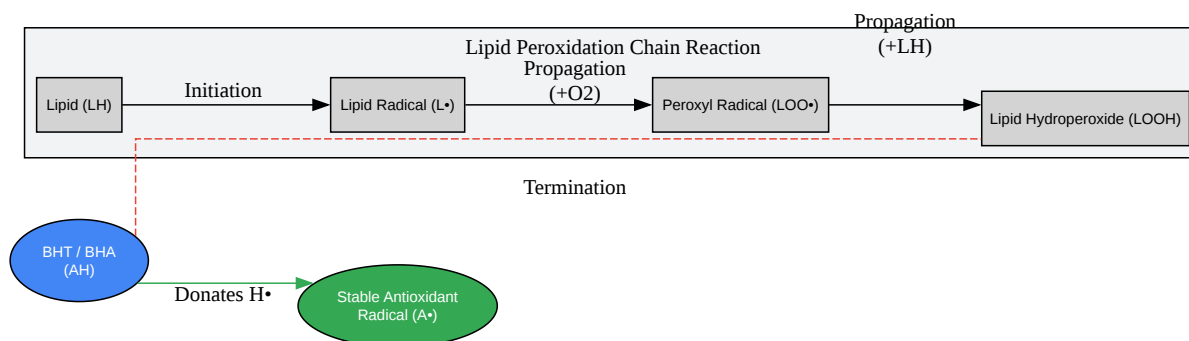 Propagation
(+LH)
Lipid Peroxidation Chain Reaction
Propagation
(+O2)
Initiation
Lipid (LH)
Lipid Radical (L•)
Peroxyl Radical (LOO•)
Lipid Hydroperoxide (LOOH)
Termination
BHT / BHA
(AH)
Donates H•
Stable Antioxidant
Radical (A•)